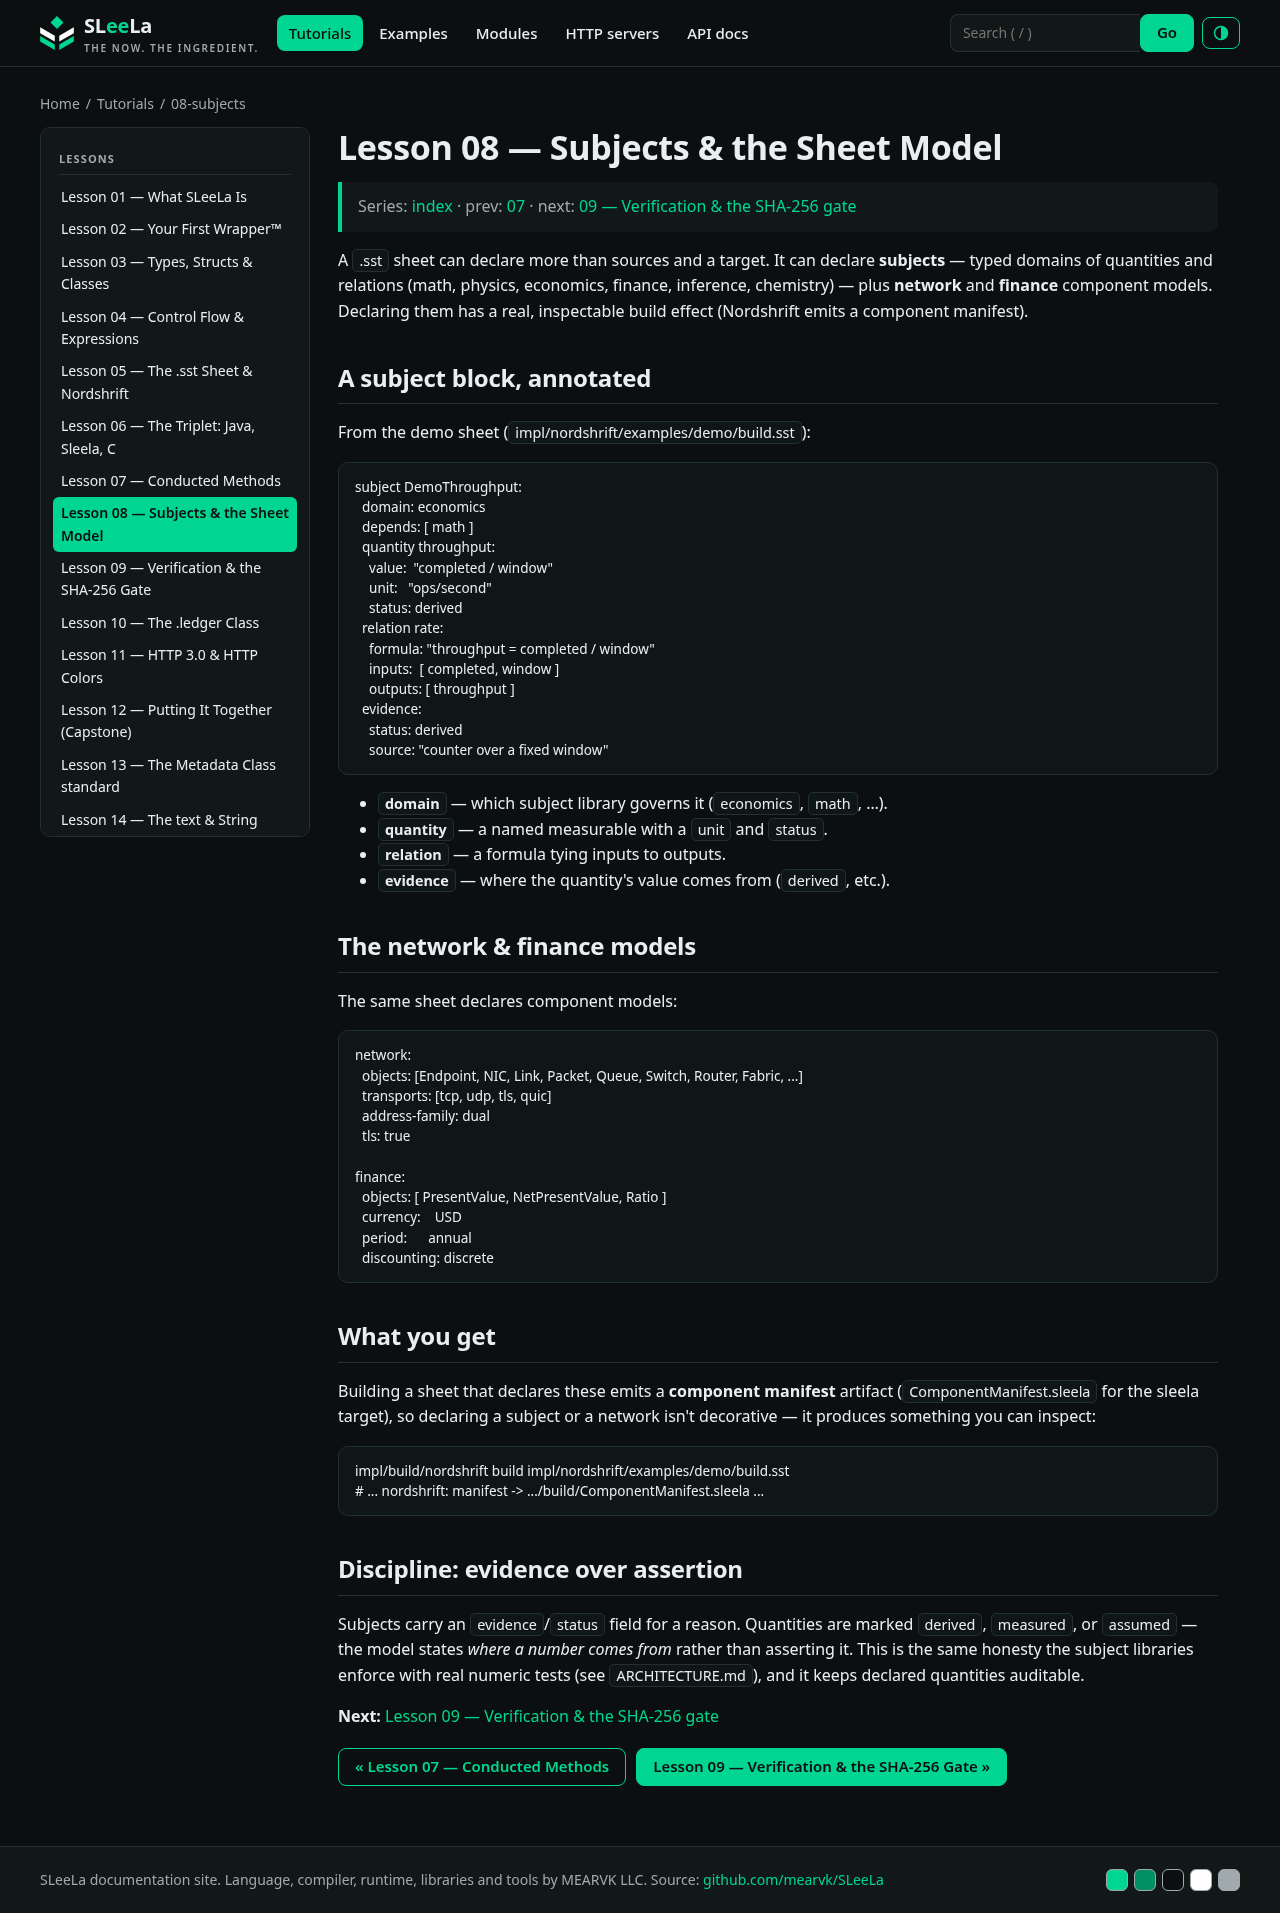 SLeeLa
THE NOW. THE INGREDIENT.
Tutorials
Examples
Modules
HTTP servers
API docs
Search ( / )
Go
Home / Tutorials / 08-subjects
LESSONS
Lesson 01 — What SLeeLa Is
Lesson 02 — Your First Wrapper™
Lesson 03 — Types, Structs &
Classes
Lesson 04 — Control Flow &
Expressions
Lesson 05 — The .sst Sheet &
Nordshrift
Lesson 06 — The Triplet: Java,
Sleela, C
Lesson 07 — Conducted Methods
Lesson 08 — Subjects & the Sheet
Model
Lesson 09 — Verification & the
SHA-256 Gate
Lesson 10 — The .ledger Class
Lesson 11 — HTTP 3.0 & HTTP
Colors
Lesson 12 — Putting It Together
(Capstone)
Lesson 13 — The Metadata Class
standard
Lesson 14 — The text & String
Lesson 08 — Subjects & the Sheet Model
Series: index · prev: 07 · next: 09 — Verification & the SHA-256 gate
A .sst sheet can declare more than sources and a target. It can declare subjects — typed domains of quantities and
relations (math, physics, economics, finance, inference, chemistry) — plus network and finance component models.
Declaring them has a real, inspectable build effect (Nordshrift emits a component manifest).
A subject block, annotated
From the demo sheet (impl/nordshrift/examples/demo/build.sst):
subject DemoThroughput:
domain: economics
depends: [ math ]
quantity throughput:
value: "completed / window"
unit: "ops/second"
status: derived
relation rate:
formula: "throughput = completed / window"
inputs: [ completed, window ]
outputs: [ throughput ]
evidence:
status: derived
source: "counter over a fixed window"
• domain — which subject library governs it (economics, math, …).
• quantity — a named measurable with a unit and status.
• relation — a formula tying inputs to outputs.
• evidence — where the quantity's value comes from (derived, etc.).
The network & finance models
The same sheet declares component models:
network:
objects: [Endpoint, NIC, Link, Packet, Queue, Switch, Router, Fabric, ...]
transports: [tcp, udp, tls, quic]
address-family: dual
tls: true
finance:
objects: [ PresentValue, NetPresentValue, Ratio ]
currency: USD
period: annual
discounting: discrete
What you get
Building a sheet that declares these emits a component manifest artifact (ComponentManifest.sleela for the sleela
target), so declaring a subject or a network isn't decorative — it produces something you can inspect:
impl/build/nordshrift build impl/nordshrift/examples/demo/build.sst
# ... nordshrift: manifest -> .../build/ComponentManifest.sleela ...
Discipline: evidence over assertion
Subjects carry an evidence/status field for a reason. Quantities are marked derived, measured, or assumed —
the model states where a number comes from rather than asserting it. This is the same honesty the subject libraries
enforce with real numeric tests (see ARCHITECTURE.md), and it keeps declared quantities auditable.
Next: Lesson 09 — Verification & the SHA-256 gate
« Lesson 07 — Conducted Methods
Lesson 09 — Verification & the SHA-256 Gate »
SLeeLa documentation site. Language, compiler, runtime, libraries and tools by MEARVK LLC. Source: github.com/mearvk/SLeeLa